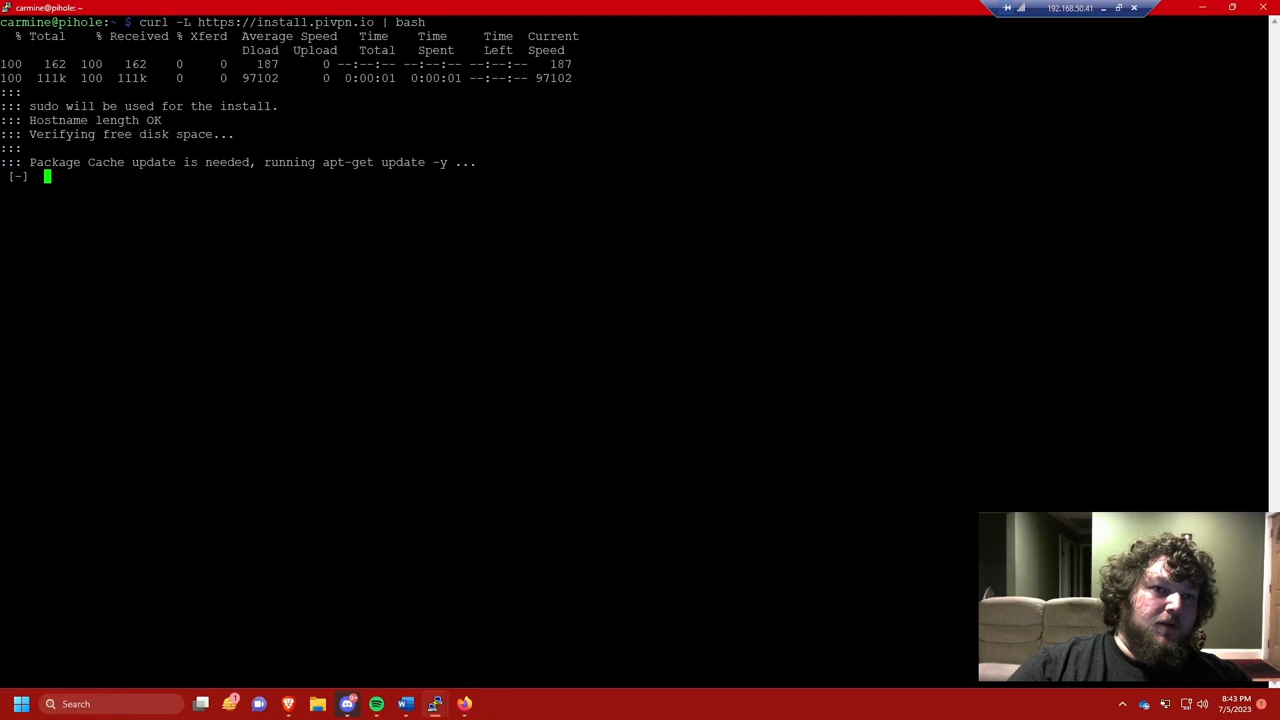 carmine@pihole: ~
192.168.50.41
carmine@pihole:~ $ curl -L https://install.pivpn.io | bash
% Total % Received % Xferd Average Speed Time Time Time Current
Dload Upload Total Spent Left Speed
100 162 100 162 0 0 187 0 --:--:-- --:--:-- --:--:-- 187
100 111k 100 111k 0 0 97102 0 0:00:01 0:00:01 --:--:-- 97102
:::
::: sudo will be used for the install.
::: Hostname length OK
::: Verifying free disk space...
:::
::: Package Cache update is needed, running apt-get update -y ...
[-]
Search
1
9+
8:43 PM
7/5/2023
1